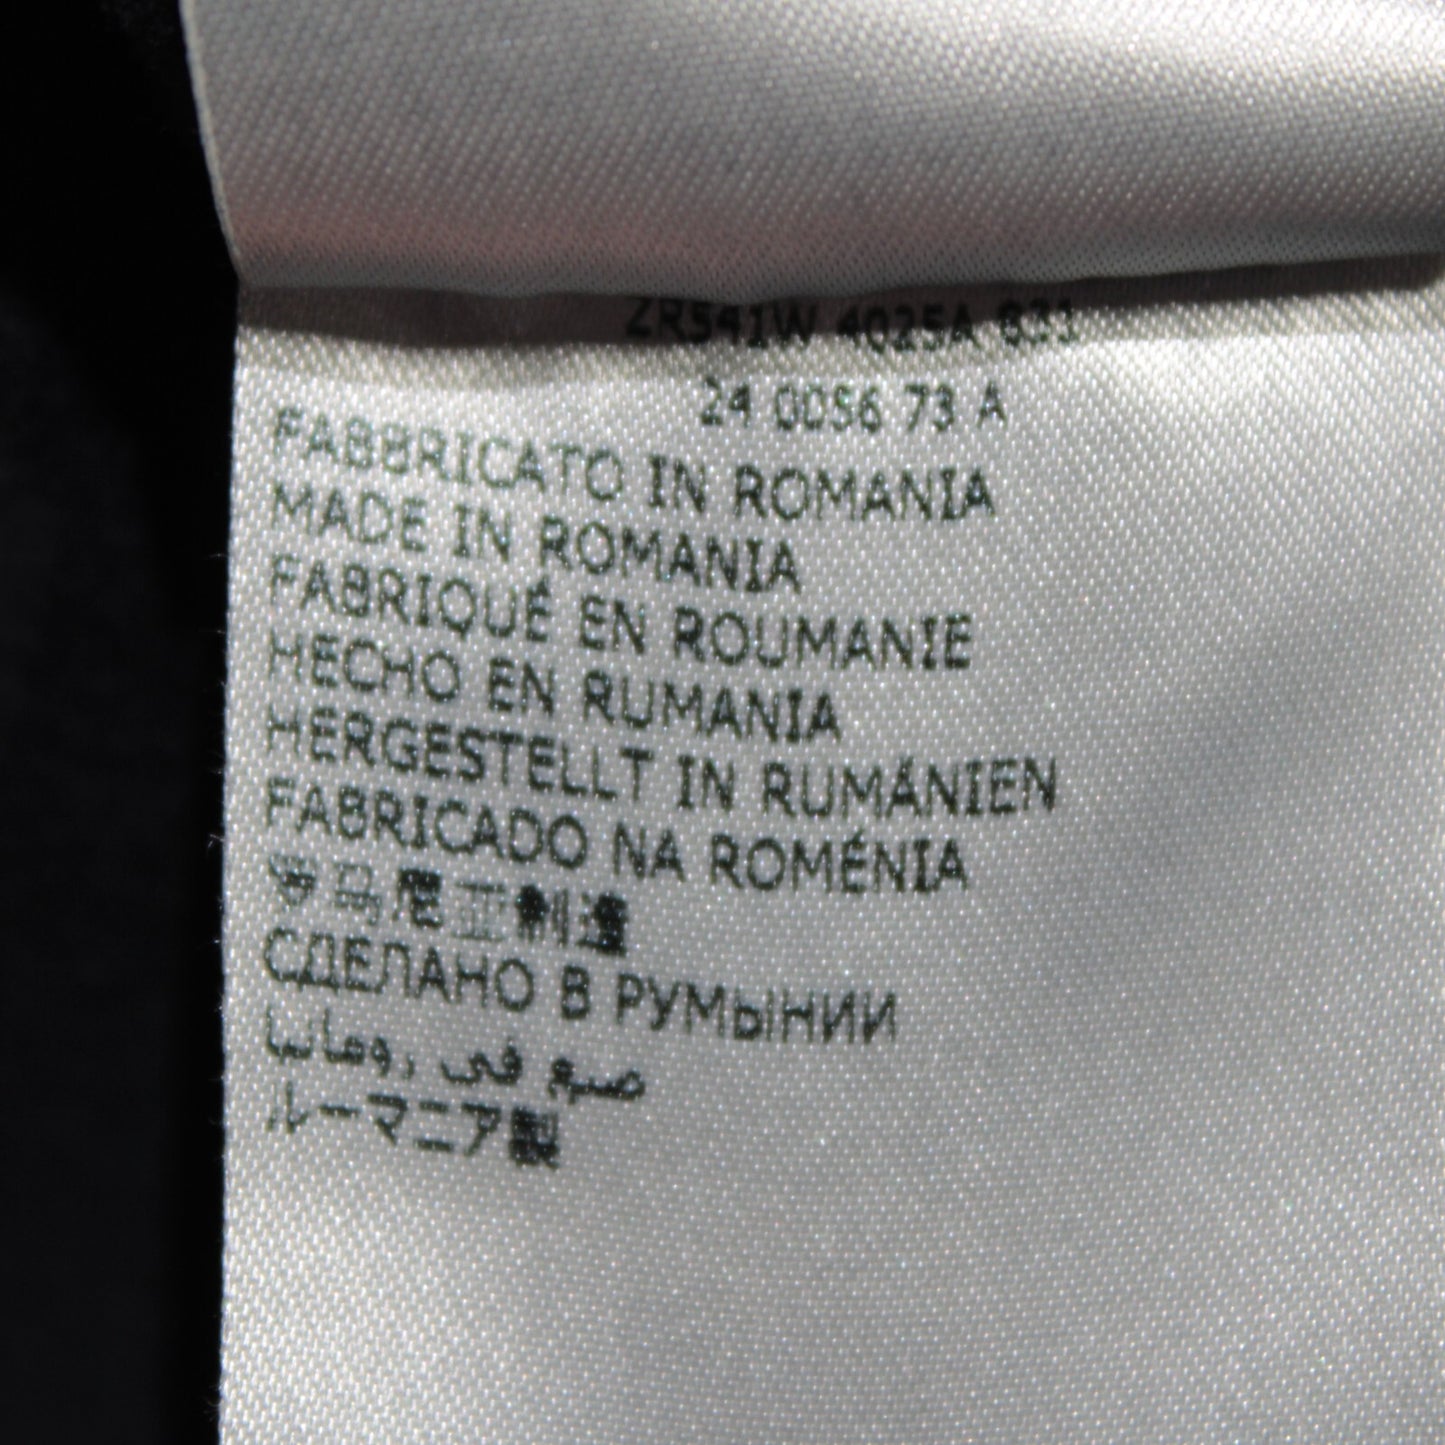 ZR541W 4025A 831
24 0056 73 A
FABBRICATO IN ROMANIA
MADE IN ROMANIA
FABRIQUÉ EN ROUMANIE
HECHO EN RUMANIA
HERGESTELLT IN RUMÁNIEN
FABRICADO NA ROMÉNIA
罗马尼亚制造
СДЕЛАНО В РУМЫНИИ
صنع في رومانيا
ルーマニア製